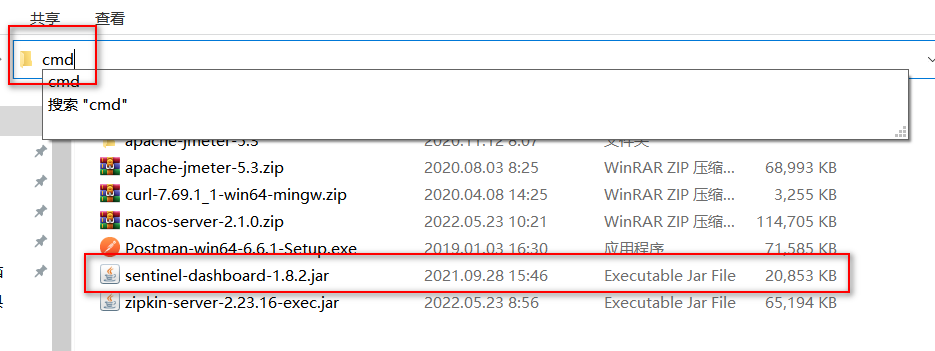 共享 查看
cmd
cmd
搜索 "cmd"
apache-jmeter-5.3 2020.11.12 8:07 文件夹
apache-jmeter-5.3.zip 2020.08.03 8:25 WinRAR ZIP 压缩... 68,993 KB
curl-7.69.1_1-win64-mingw.zip 2020.04.08 14:25 WinRAR ZIP 压缩... 3,255 KB
nacos-server-2.1.0.zip 2022.05.23 10:21 WinRAR ZIP 压缩... 114,705 KB
Postman-win64-6.6.1-Setup.exe 2019.01.03 16:30 应用程序 71,585 KB
sentinel-dashboard-1.8.2.jar 2021.09.28 15:46 Executable Jar File 20,853 KB
zipkin-server-2.23.16-exec.jar 2022.05.23 8:56 Executable Jar File 65,194 KB